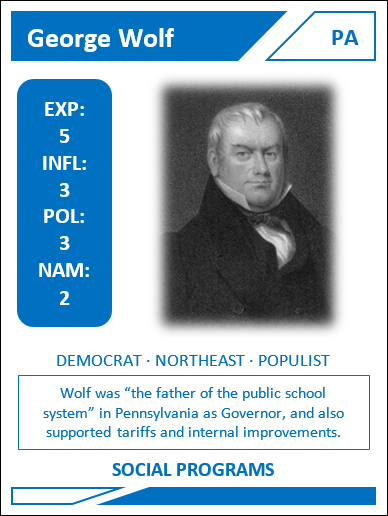 George Wolf
PA
EXP:
5
INFL:
3
POL:
3
NAM:
2
DEMOCRAT · NORTHEAST · POPULIST
Wolf was “the father of the public school
system” in Pennsylvania as Governor, and also
supported tariffs and internal improvements.
SOCIAL PROGRAMS